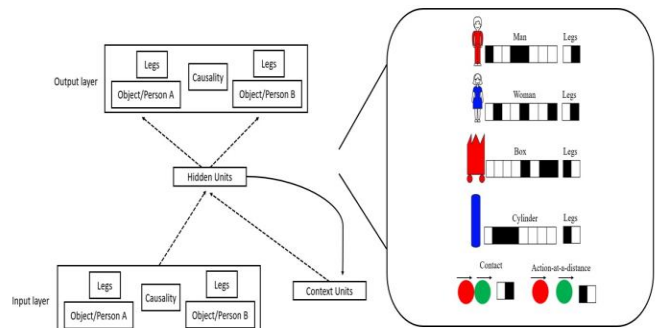 Output layer
Legs
Causality
Legs
Object/Person A
Object/Person B
Hidden Units
Input layer
Legs
Causality
Legs
Object/Person A
Object/Person B
Context Units
Man
Legs
Woman
Legs
Box
Legs
Cylinder
Legs
Contact
Action-at-a-distance